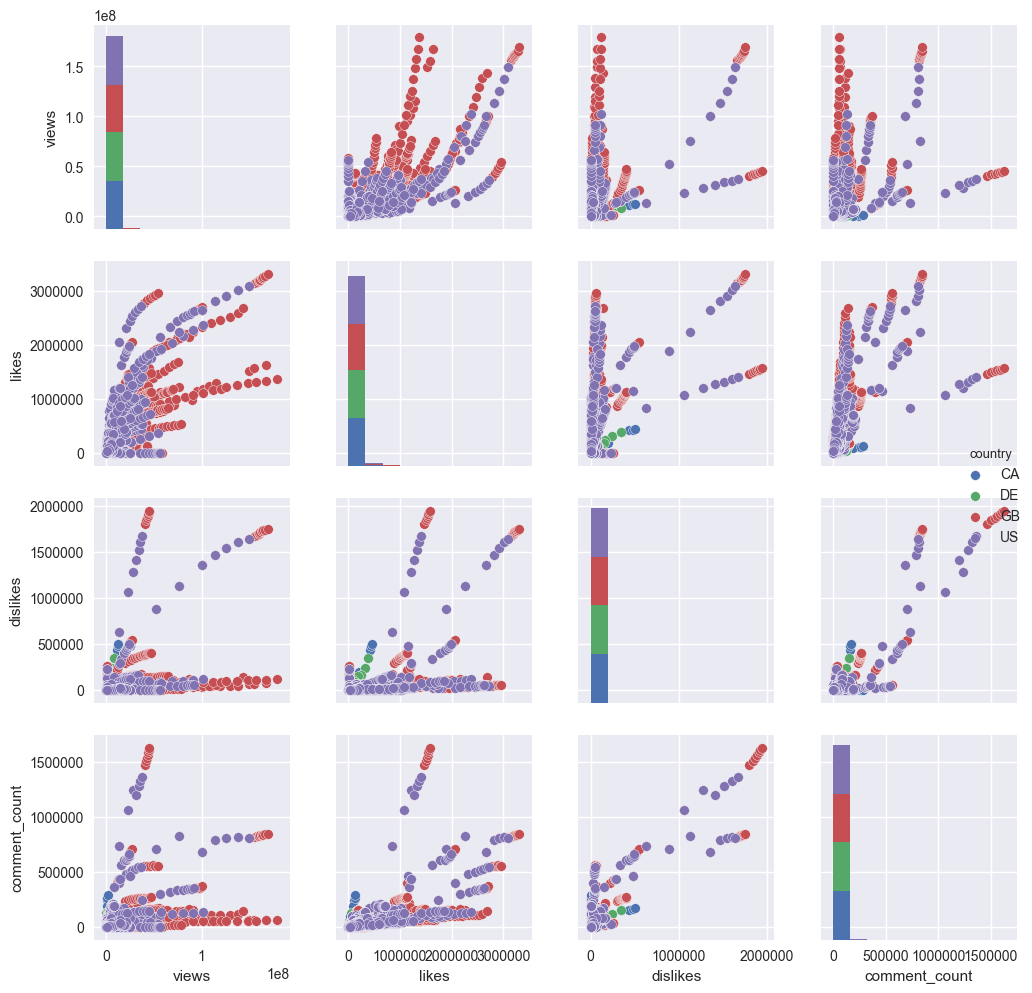 1e8
views
1.5
1.0
0.5
0.0
likes
3000000
2000000
1000000
0
country
CA
DE
GB
US
dislikes
2000000
1500000
1000000
500000
0
comment_count
1500000
1000000
500000
0
0 1 0 1000000 2000000 3000000 0 1000000 2000000 0 500000 1000000 1500000
views 1e8 likes dislikes comment_count